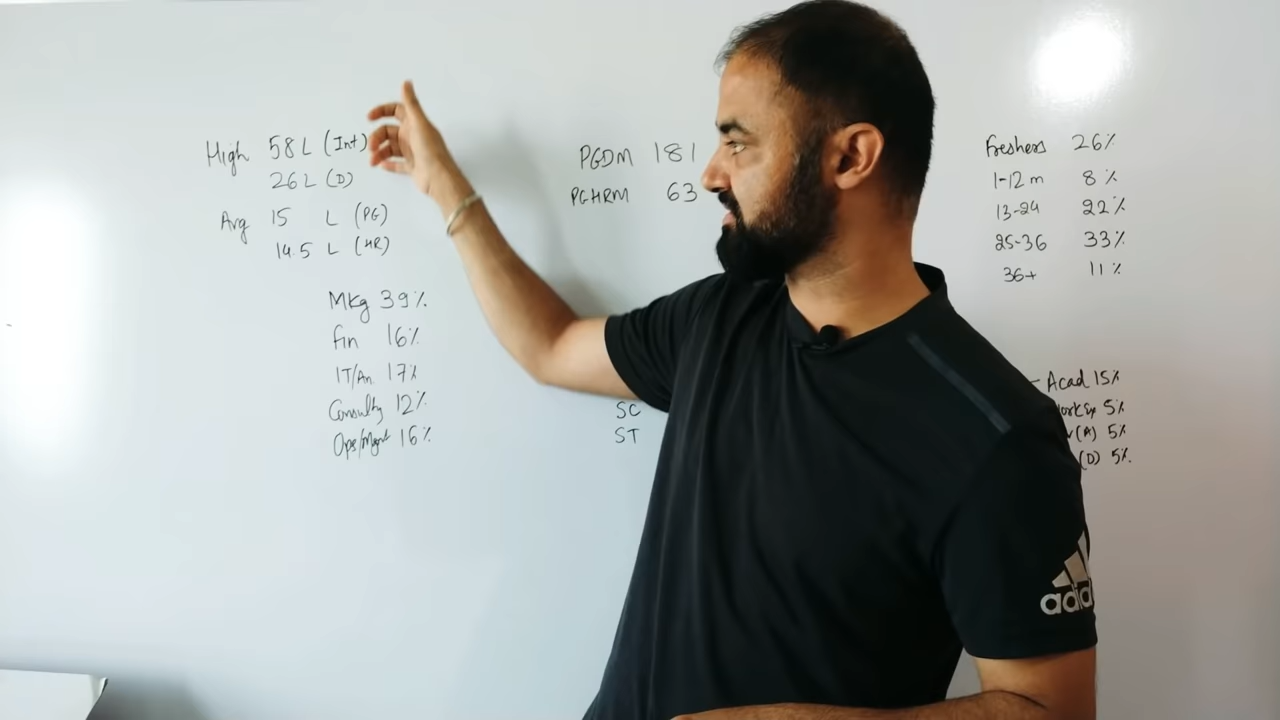 High 58 L (Int)
26 L (D)
Avg 15 L (PG)
14.5 L (HR)
Mkg 39%
fin 16%
IT/An. 17%
Consulty 12%
Ops/Mgmt 16%
PGDM 181
PGHRM 63
SC
ST
Freshers 26%
1-12 m 8%
13-24 22%
25-36 33%
36+ 11%
- Acad 15%
5%
(A) 5%
(D) 5%.
adid